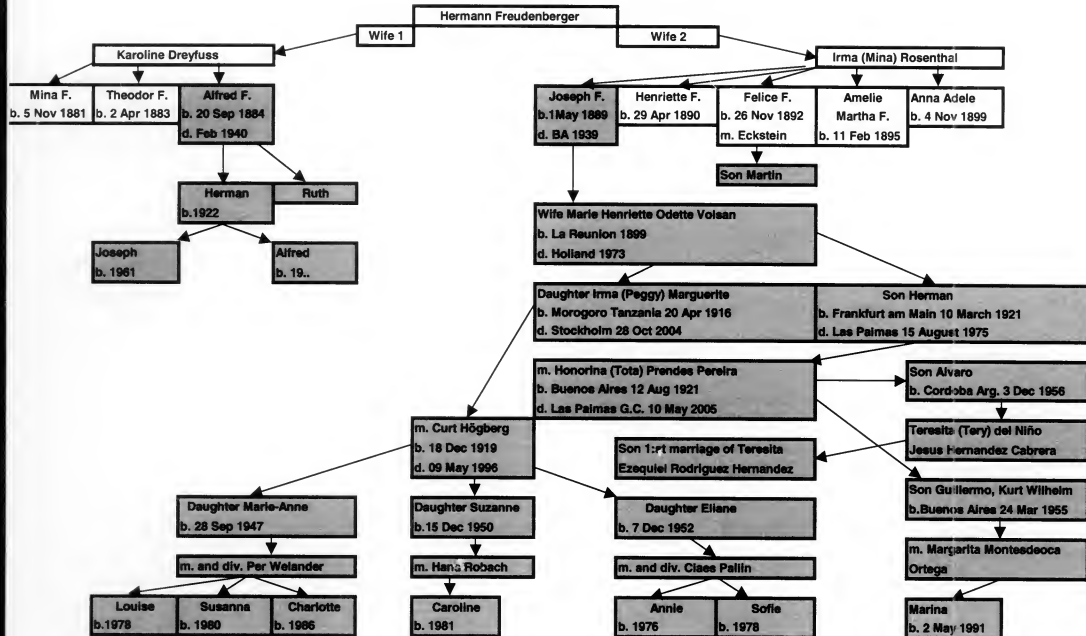 Hermann Freudenberger
Wife 1
Wife 2
Karoline Dreyfuss
Irma (Mina) Rosenthal
Mina F.
b. 5 Nov 1881
Theodor F.
b. 2 Apr 1883
Alfred F.
b. 20 Sep 1884
d. Feb 1940
Joseph F.
b.1May 1889
d. BA 1939
Henriette F.
b. 29 Apr 1890
Felice F.
b. 26 Nov 1892
m. Eckstein
Amelie
Martha F.
b. 11 Feb 1895
Anna Adele
b. 4 Nov 1899
Son Martin
Herman
b.1922
Ruth
Joseph
b. 1961
Alfred
b. 19..
Wife Marie Henriette Odette Voisan
b. La Reunion 1899
d. Holland 1973
Daughter Irma (Peggy) Marguerite
b. Morogoro Tanzania 20 Apr 1916
d. Stockholm 28 Oct 2004
Son Herman
b. Frankfurt am Main 10 March 1921
d. Las Palmas 15 August 1975
m. Honorina (Tota) Prendes Pereira
b. Buenos Aires 12 Aug 1921
d. Las Palmas G.C. 10 May 2005
Son Alvaro
b. Cordoba Arg. 3 Dec 1956
Teresita (Tery) del Niño
Jesus Hernandez Cabrera
Son 1:rt marriage of Teresita
Ezequiel Rodriguez Hernandez
m. Curt Högberg
b. 18 Dec 1919
d. 09 May 1996
Son Guillermo, Kurt Wilhelm
b.Buenos Aires 24 Mar 1955
m. Margarita Montesdeoca
Ortega
Marina
b. 2 May 1991
Daughter Marie-Anne
b. 28 Sep 1947
Daughter Suzanne
b.15 Dec 1950
Daughter Eliane
b. 7 Dec 1952
m. and div. Per Welander
m. Hans Robach
m. and div. Claes Pallin
Louise
b.1978
Susanna
b. 1980
Charlotte
b. 1986
Caroline
b. 1981
Annie
b. 1976
Sofie
b. 1978